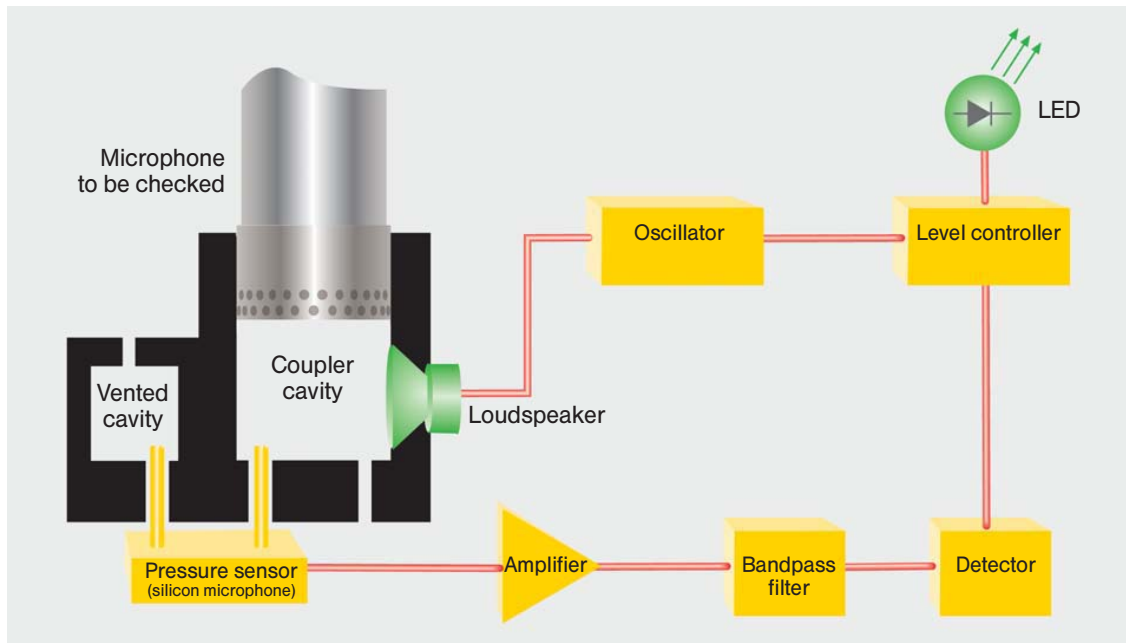 LED
Microphone
to be checked
Oscillator
Level controller
Coupler
cavity
Vented
cavity
Loudspeaker
Pressure sensor
(silicon microphone)
Amplifier
Bandpass
filter
Detector